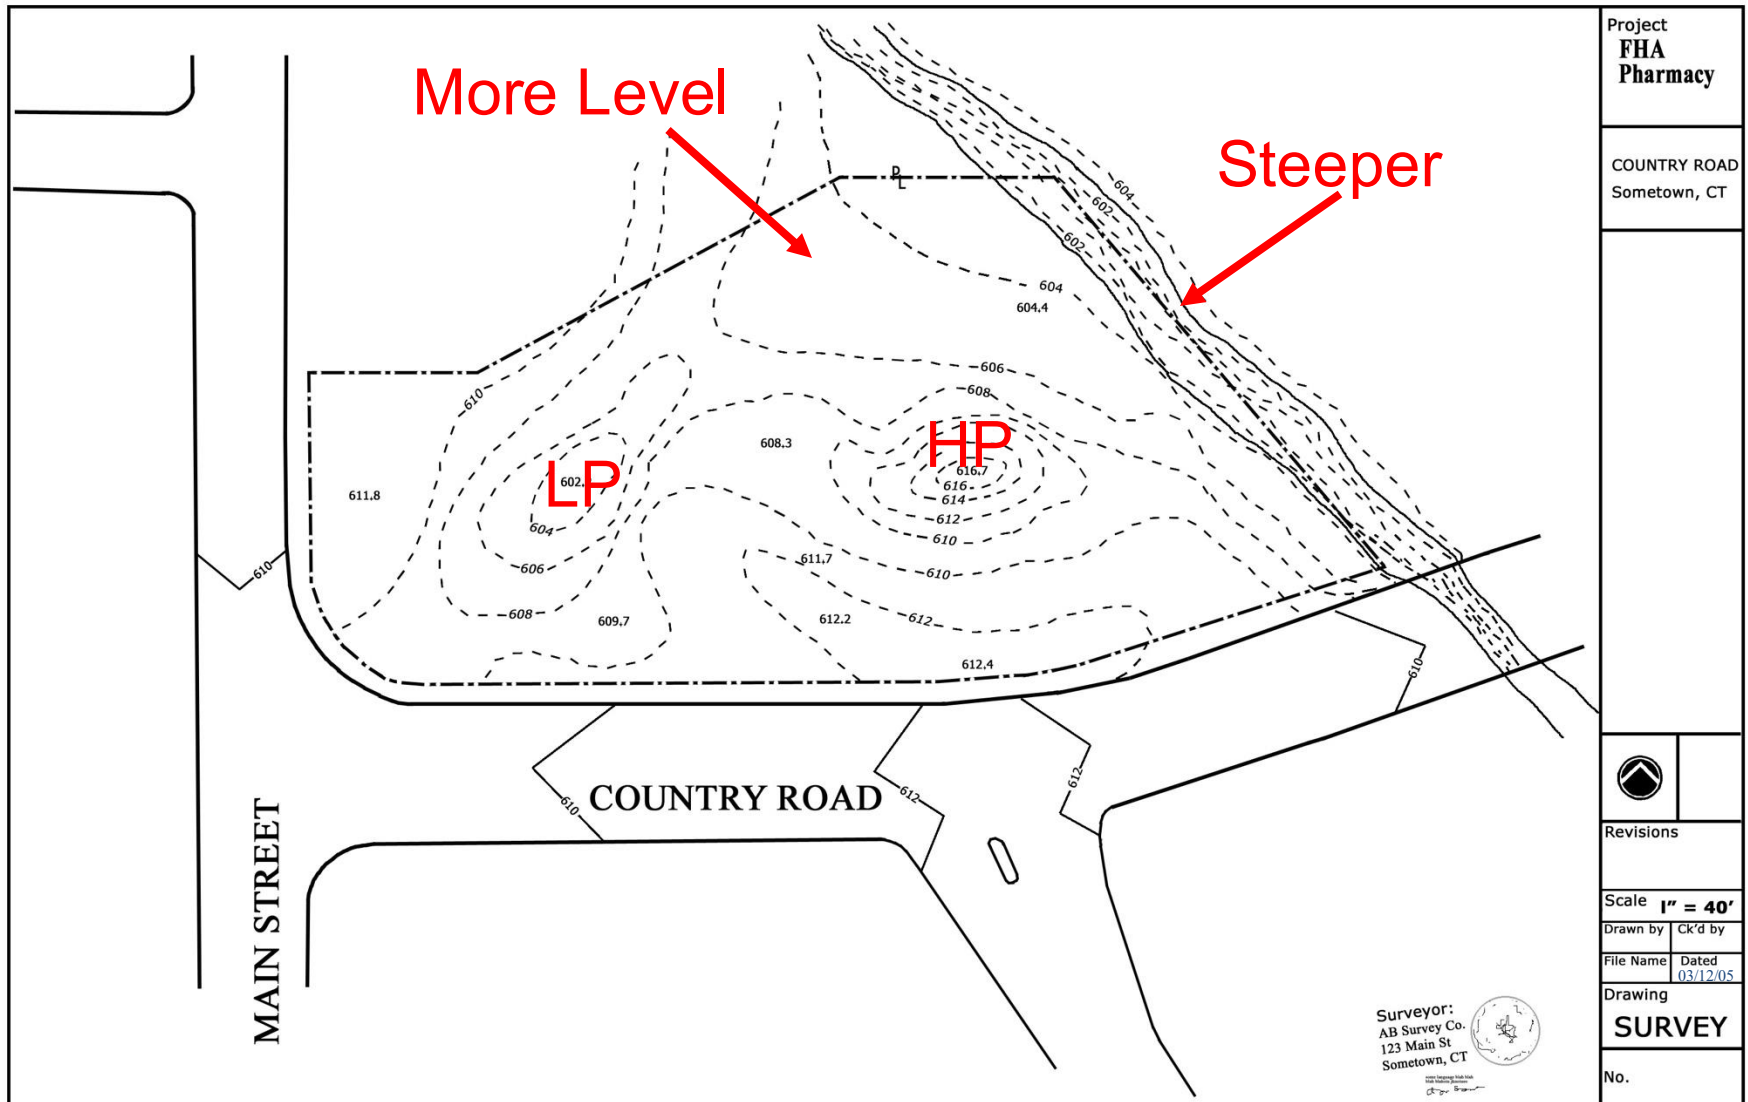 More Level
Steeper
P
L
604
602
602
604
604.4
606
608
610
HP
616.7
616
614
612
610
608.3
611.8
LP
602.
604
606
608
609.7
611.7
610
612.2
612
612.4
610
610
610
612
612
COUNTRY ROAD
MAIN STREET
Surveyor:
AB Survey Co.
123 Main St
Sometown, CT
Project
FHA
Pharmacy
COUNTRY ROAD
Sometown, CT
Revisions
Scale 1" = 40'
Drawn by Ck'd by
File Name Dated
03/12/05
Drawing
SURVEY
No.